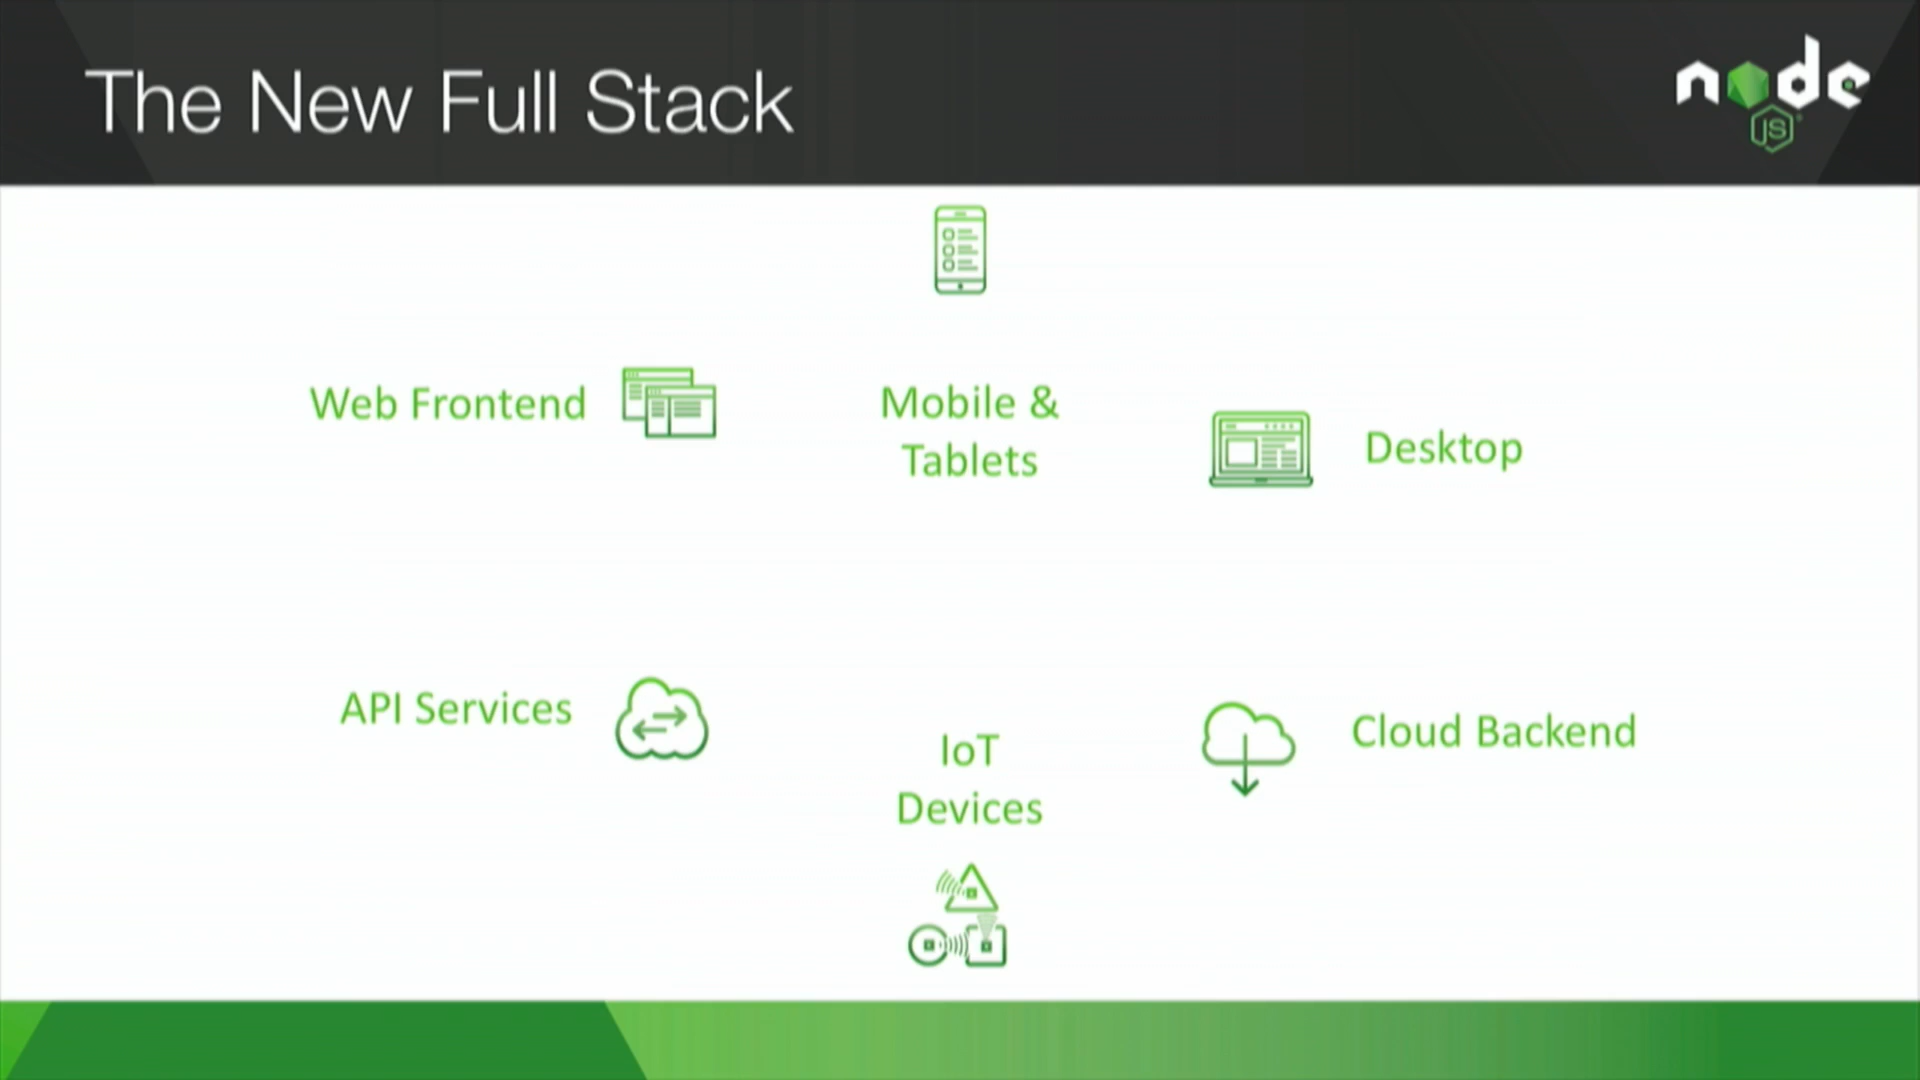 The New Full Stack
node
JS
Web Frontend
Mobile &
Tablets
Desktop
API Services
IoT
Devices
Cloud Backend